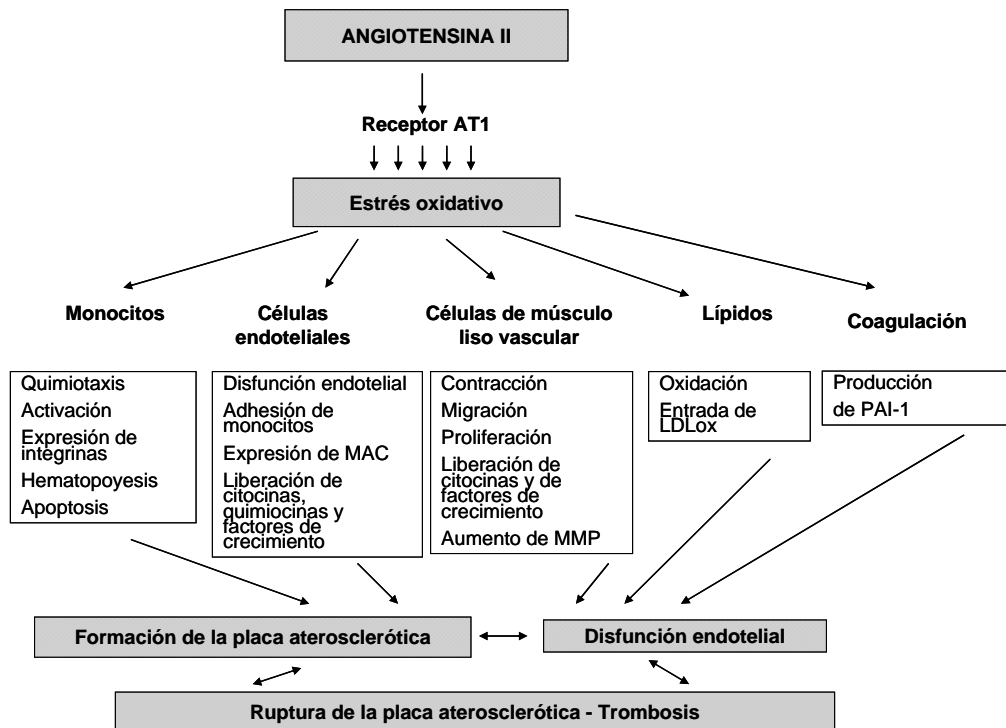 ANGIOTENSINA II
Receptor AT1
Estrés oxidativo
Monocitos
Células
endoteliales
Células de músculo
liso vascular
Lípidos
Coagulación
Quimiotaxis
Activación
Expresión de
integrinas
Hematopoyesis
Apoptosis
Disfunción endotelial
Adhesión de
monocitos
Expresión de MAC
Liberación de
citocinas,
quimiocinas y
factores de
crecimiento
Contracción
Migración
Proliferación
Liberación de
citocinas y de
factores de
crecimiento
Aumento de MMP
Oxidación
Entrada de
LDLox
Producción
de PAI-1
Formación de la placa aterosclerótica
Disfunción endotelial
Ruptura de la placa aterosclerótica - Trombosis